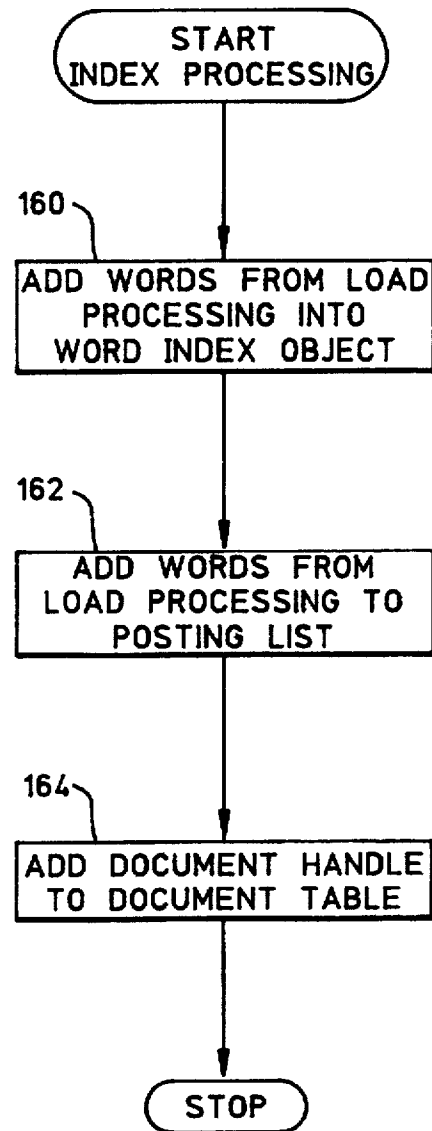 START
INDEX PROCESSING
160
ADD WORDS FROM LOAD
PROCESSING INTO
WORD INDEX OBJECT
162
ADD WORDS FROM
LOAD PROCESSING TO
POSTING LIST
164
ADD DOCUMENT HANDLE
TO DOCUMENT TABLE
STOP